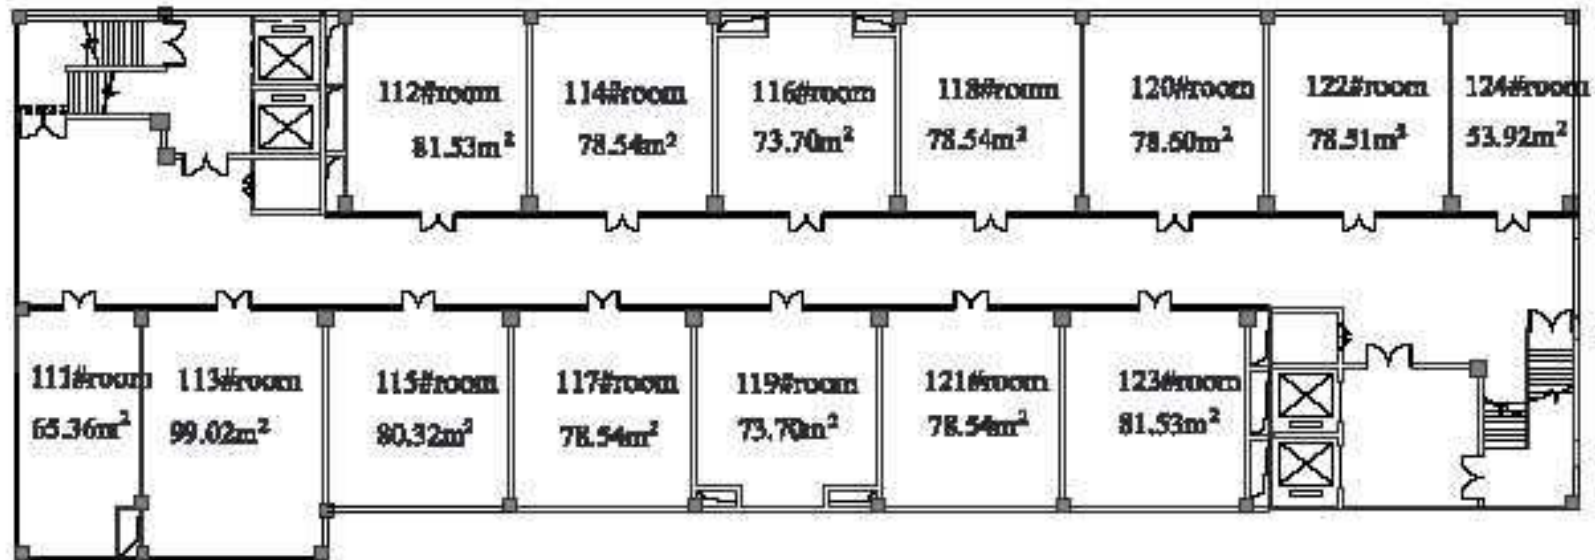 112#room
81.53m²
114#room
78.54m²
116#room
73.70m²
118#room
78.54m²
120#room
78.60m²
122#room
78.51m²
124#room
53.92m²
111#room
65.36m²
113#room
99.02m²
115#room
80.32m²
117#room
78.54m²
119#room
73.70m²
121#room
78.54m²
123#room
81.53m²